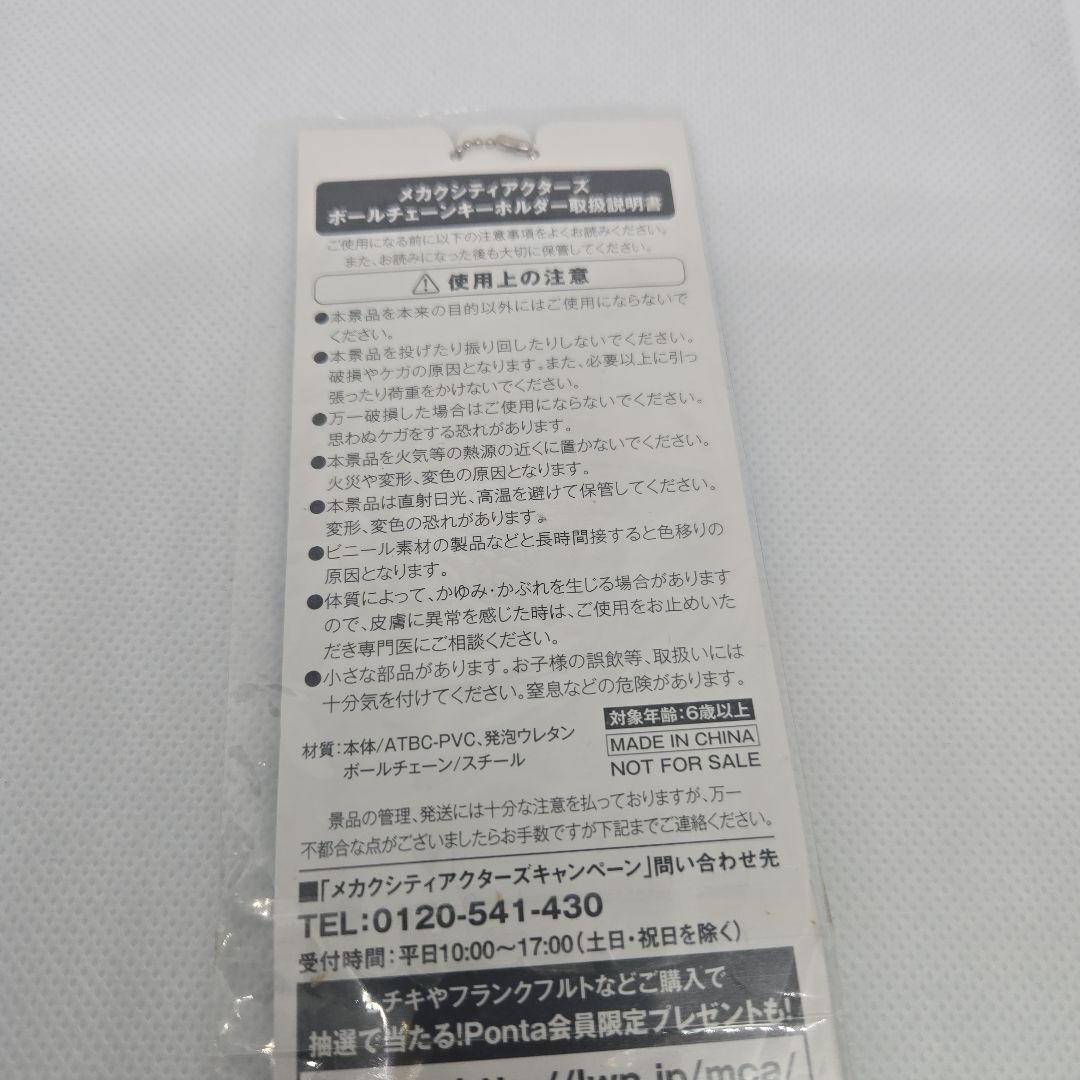 メカクシティアクターズ
ボールチェーンキーホルダー取扱説明書
ご使用になる前に以下の注意事項をよくお読みください。
また、お読みになった後も大切に保管してください。
使用上の注意
●本景品を本来の目的以外にはご使用にならないで
ください。
●本景品を投げたり振り回したりしないでください。
破損やケガの原因となります。また、必要以上に引っ
張ったり荷重をかけないでください。
●万一破損した場合はご使用にならないでください。
思わぬケガをする恐れがあります。
●本景品を火気等の熱源の近くに置かないでください。
火災や変形、変色の原因となります。
●本景品は直射日光、高温を避けて保管してください。
変形、変色の恐れがあります。
●ビニール素材の製品などと長時間接すると色移りの
原因となります。
●体質によって、かゆみ・かぶれを生じる場合があります
ので、皮膚に異常を感じた時は、ご使用をお止めいた
だき専門医にご相談ください。
●小さな部品があります。お子様の誤飲等、取扱いには
十分気を付けてください。窒息などの危険があります。
対象年齢:6歳以上
材質:本体/ATBC-PVC、発泡ウレタン
MADE IN CHINA
ボールチェーン/スチール
NOT FOR SALE
景品の管理、発送には十分な注意を払っておりますが、万一
不都合な点がございましたらお手数ですが下記までご連絡ください。
■「メカクシティアクターズキャンペーン」問い合わせ先
TEL:0120-541-430
受付時間:平日10:00〜17:00(土日・祝日を除く)
チキやフランクフルトなどご購入で
抽選で当たる!Ponta会員限定プレゼントも!
//lwp.jp/mca/